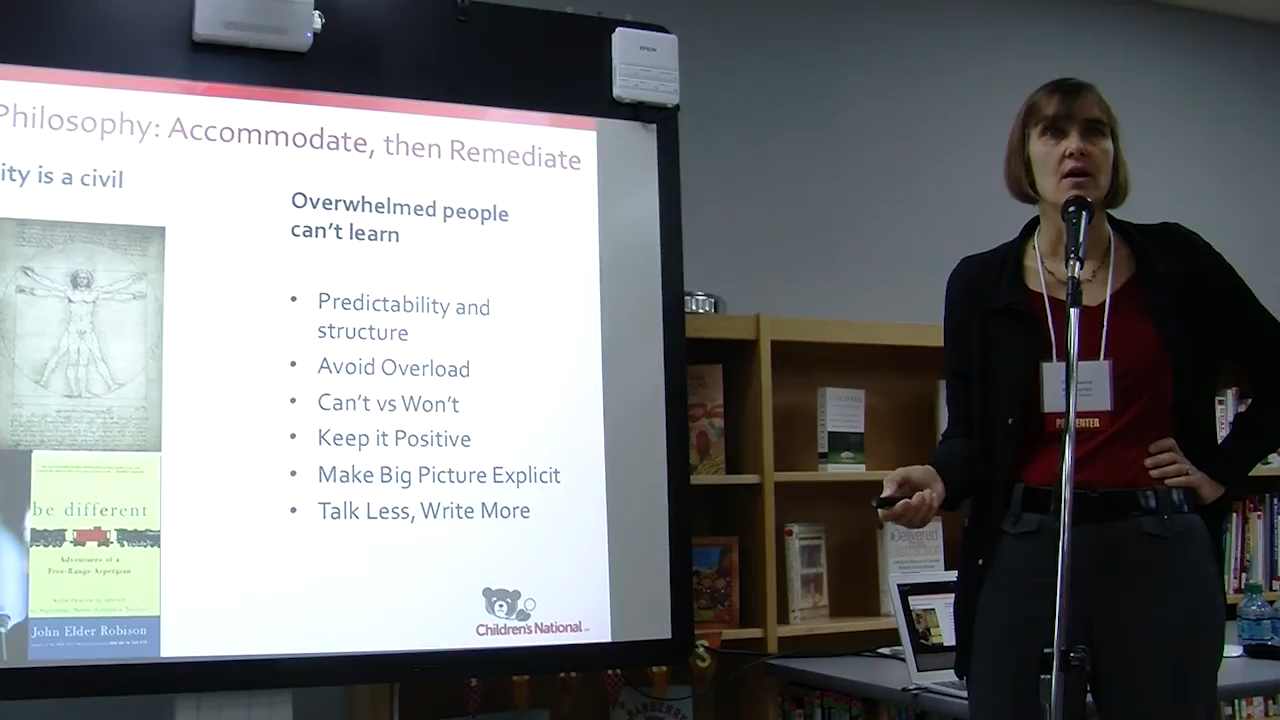 EPSON
Philosophy: Accommodate, then Remediate
ity is a civil
Overwhelmed people
can't learn
• Predictability and
structure
• Avoid Overload
• Can't vs Won't
• Keep it Positive
• Make Big Picture Explicit
• Talk Less, Write More
be different
Adventures of a
Free-Range Aspergian
John Elder Robison
Children's National
PRESENTER
Delivered
Distraction